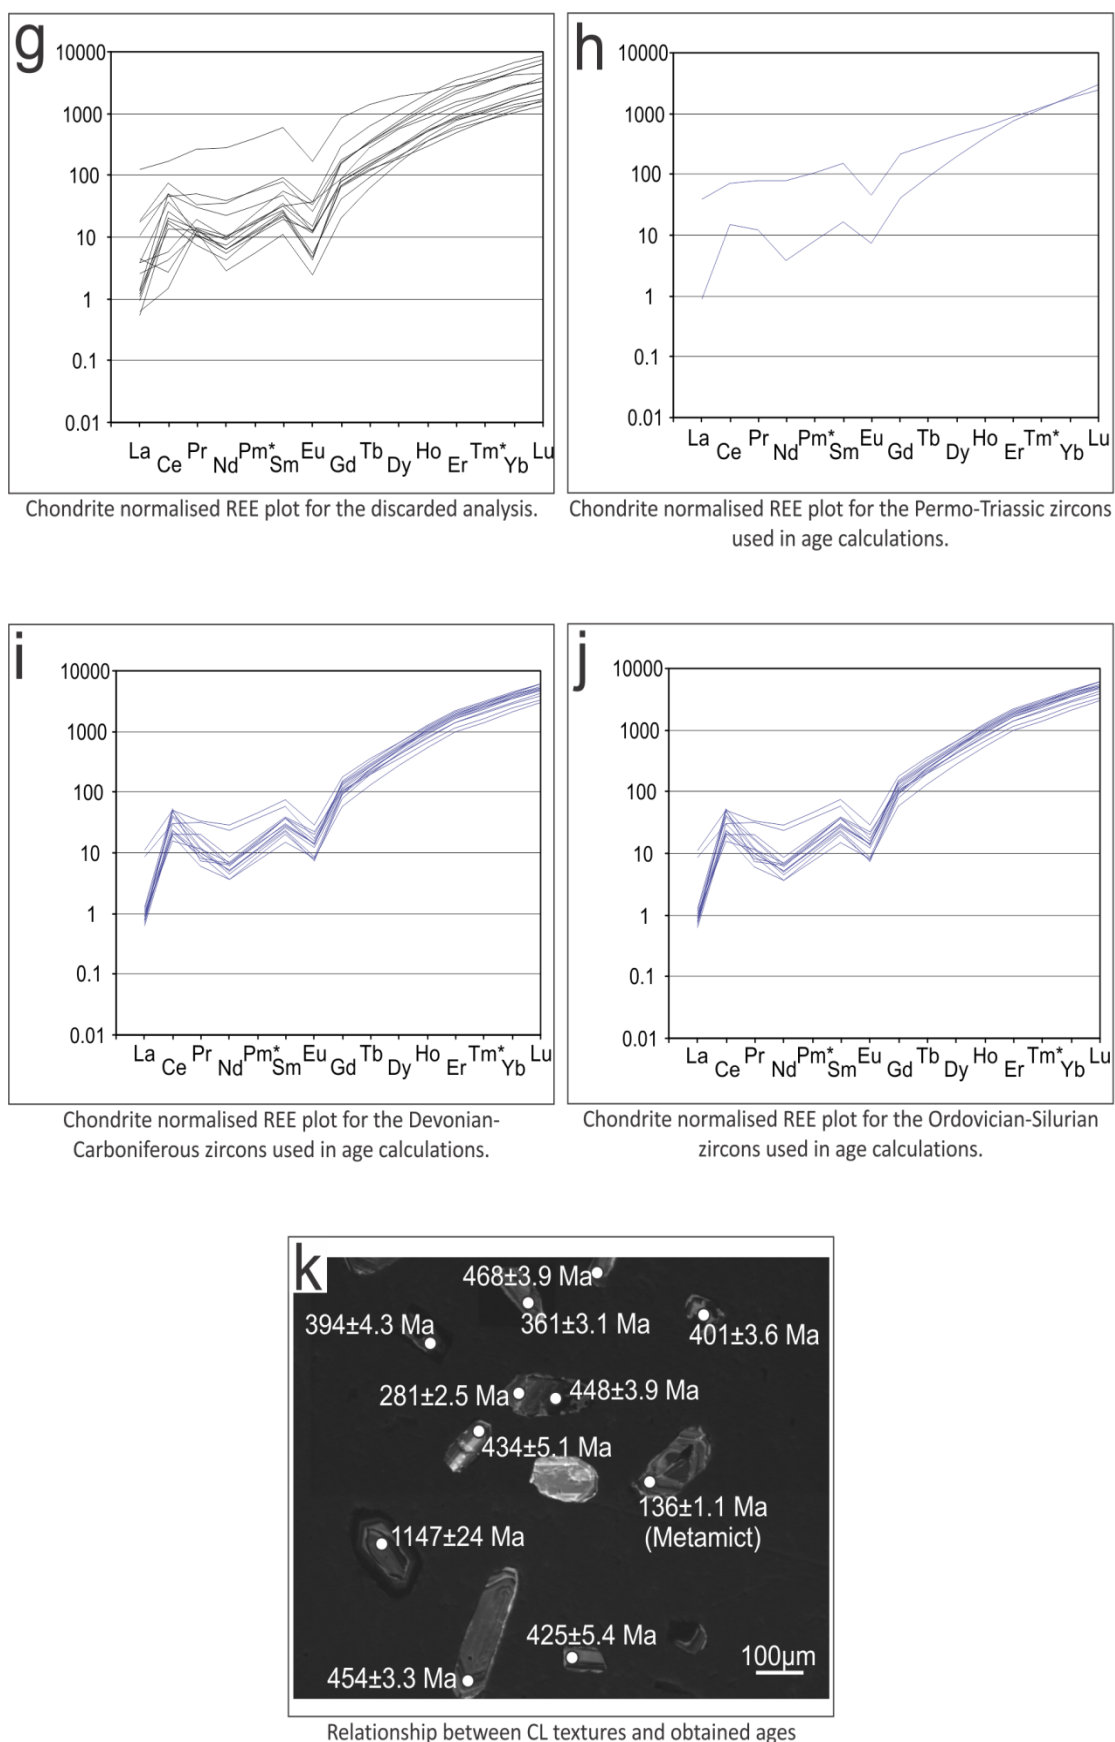 g
10000
1000
100
10
1
0.1
0.01
La Ce Pr Nd Pm* Sm Eu Gd Tb Dy Ho Er Tm* Yb Lu
Chondrite normalised REE plot for the discarded analysis.
h
10000
1000
100
10
1
0.1
0.01
La Ce Pr Nd Pm* Sm Eu Gd Tb Dy Ho Er Tm* Yb Lu
Chondrite normalised REE plot for the Permo-Triassic zircons
used in age calculations.
i
10000
1000
100
10
1
0.1
0.01
La Ce Pr Nd Pm* Sm Eu Gd Tb Dy Ho Er Tm* Yb Lu
Chondrite normalised REE plot for the Devonian-
Carboniferous zircons used in age calculations.
j
10000
1000
100
10
1
0.1
0.01
La Ce Pr Nd Pm* Sm Eu Gd Tb Dy Ho Er Tm* Yb Lu
Chondrite normalised REE plot for the Ordovician-Silurian
zircons used in age calculations.
k
468±3.9 Ma
394±4.3 Ma
361±3.1 Ma
401±3.6 Ma
281±2.5 Ma
448±3.9 Ma
434±5.1 Ma
136±1.1 Ma
(Metamict)
1147±24 Ma
425±5.4 Ma
100µm
454±3.3 Ma
Relationship between CL textures and obtained ages